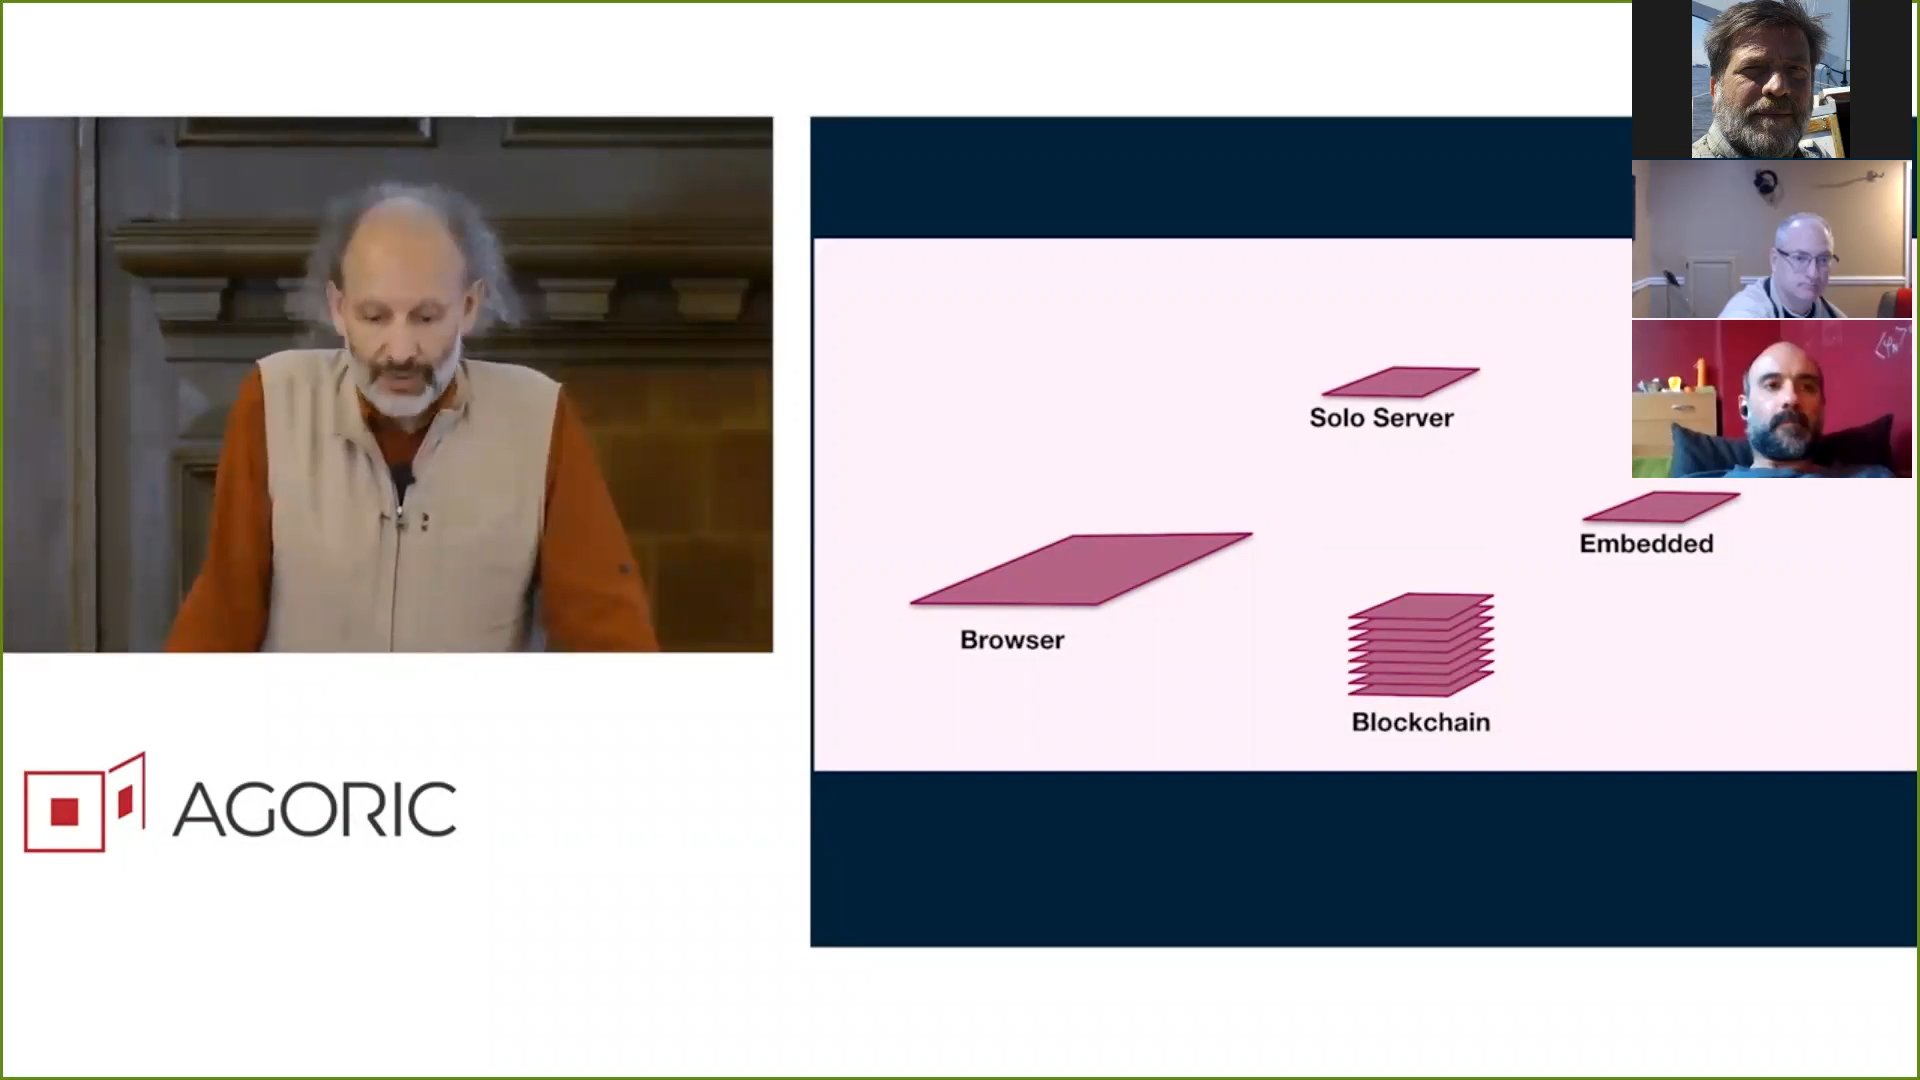 Solo Server
Embedded
Browser
Blockchain
AGORIC